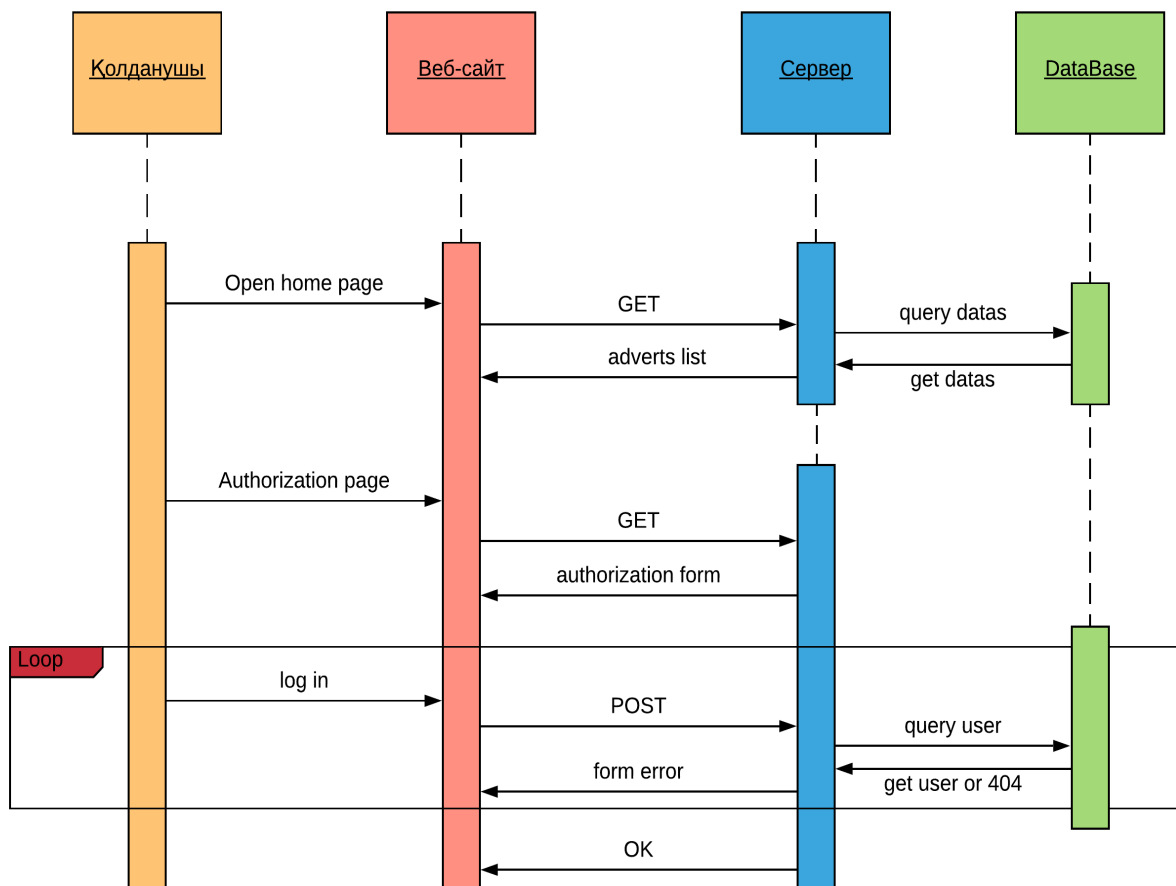 Қолданушы
Веб-сайт
Сервер
DataBase
Open home page
GET
query datas
adverts list
get datas
Authorization page
GET
authorization form
Loop
log in
POST
query user
form error
get user or 404
OK